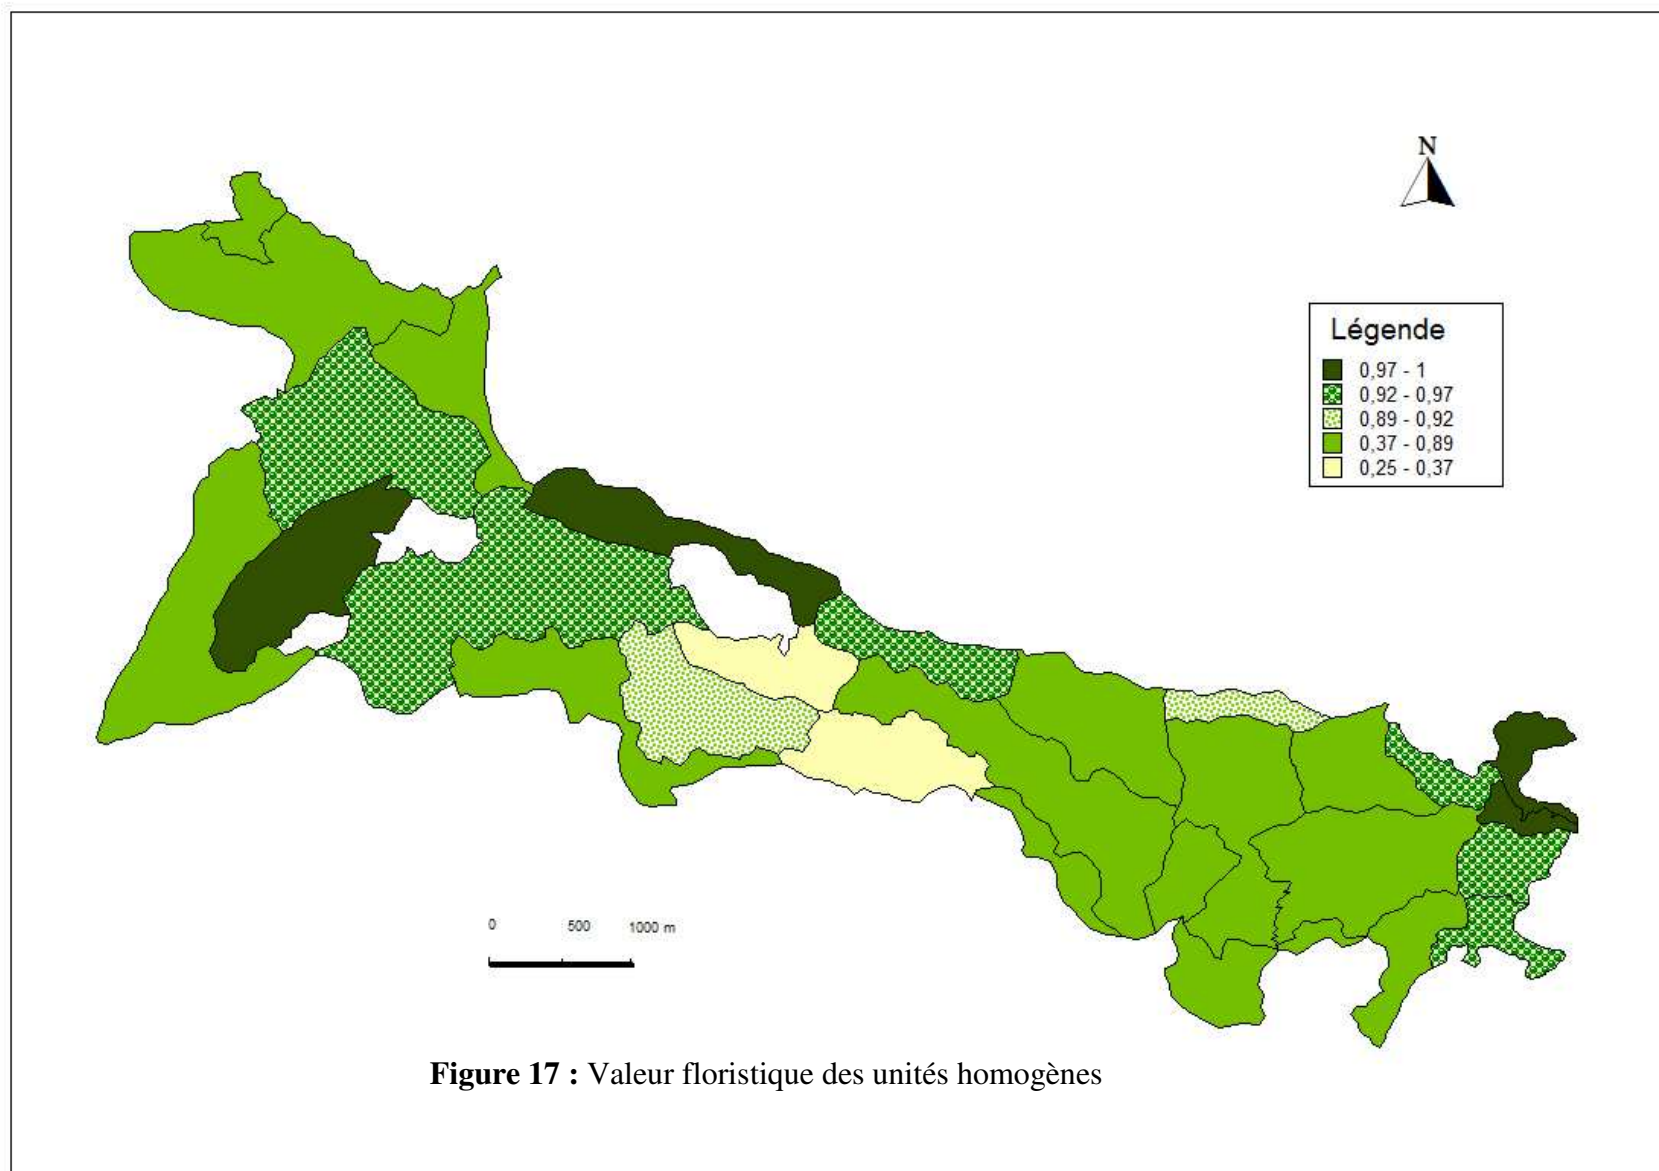 N
Légende
0,97 - 1
0,92 - 0,97
0,89 - 0,92
0,37 - 0,89
0,25 - 0,37
0 500 1000 m
Figure 17 : Valeur floristique des unités homogènes